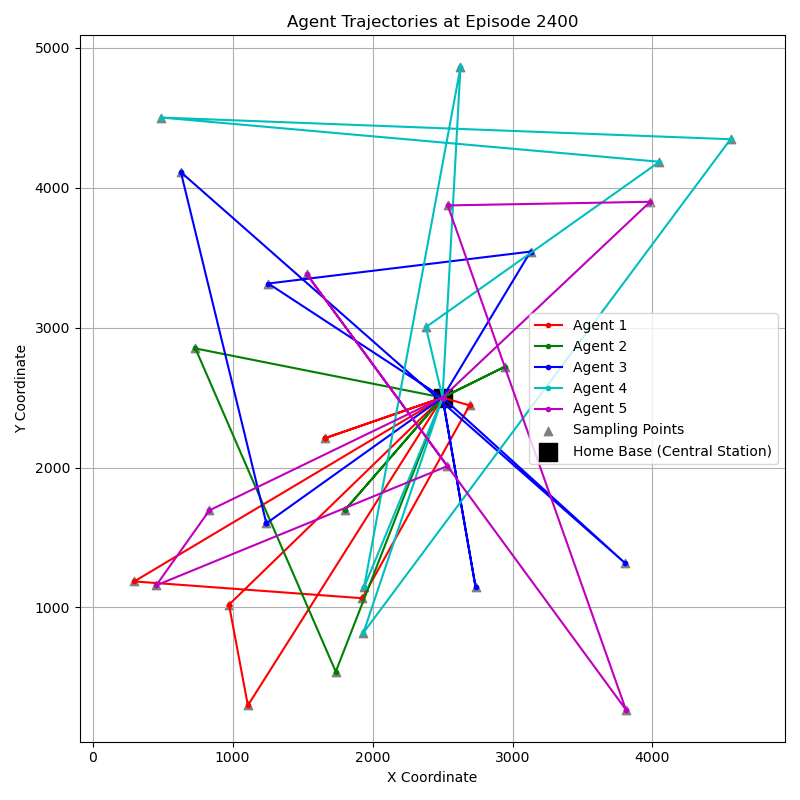 Agent Trajectories at Episode 2400
5000
4000
3000
2000
1000
Y Coordinate
Agent 1
Agent 2
Agent 3
Agent 4
Agent 5
Sampling Points
Home Base (Central Station)
0 1000 2000 3000 4000
X Coordinate